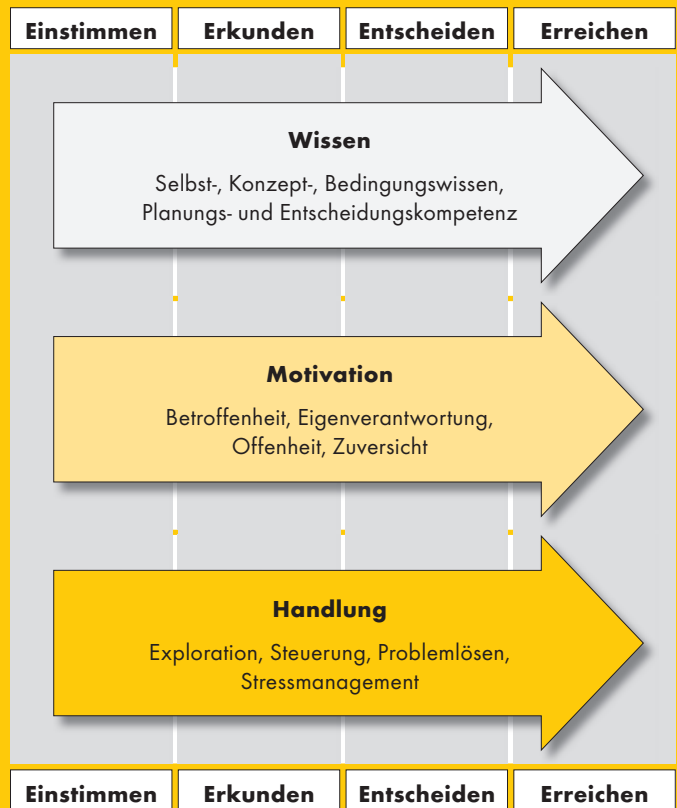 Einstimmen Erkunden Entscheiden Erreichen
Wissen
Selbst-, Konzept-, Bedingungswissen,
Planungs- und Entscheidungskompetenz
Motivation
Betroffenheit, Eigenverantwortung,
Offenheit, Zuversicht
Handlung
Exploration, Steuerung, Problemlösen,
Stressmanagement
Einstimmen Erkunden Entscheiden Erreichen